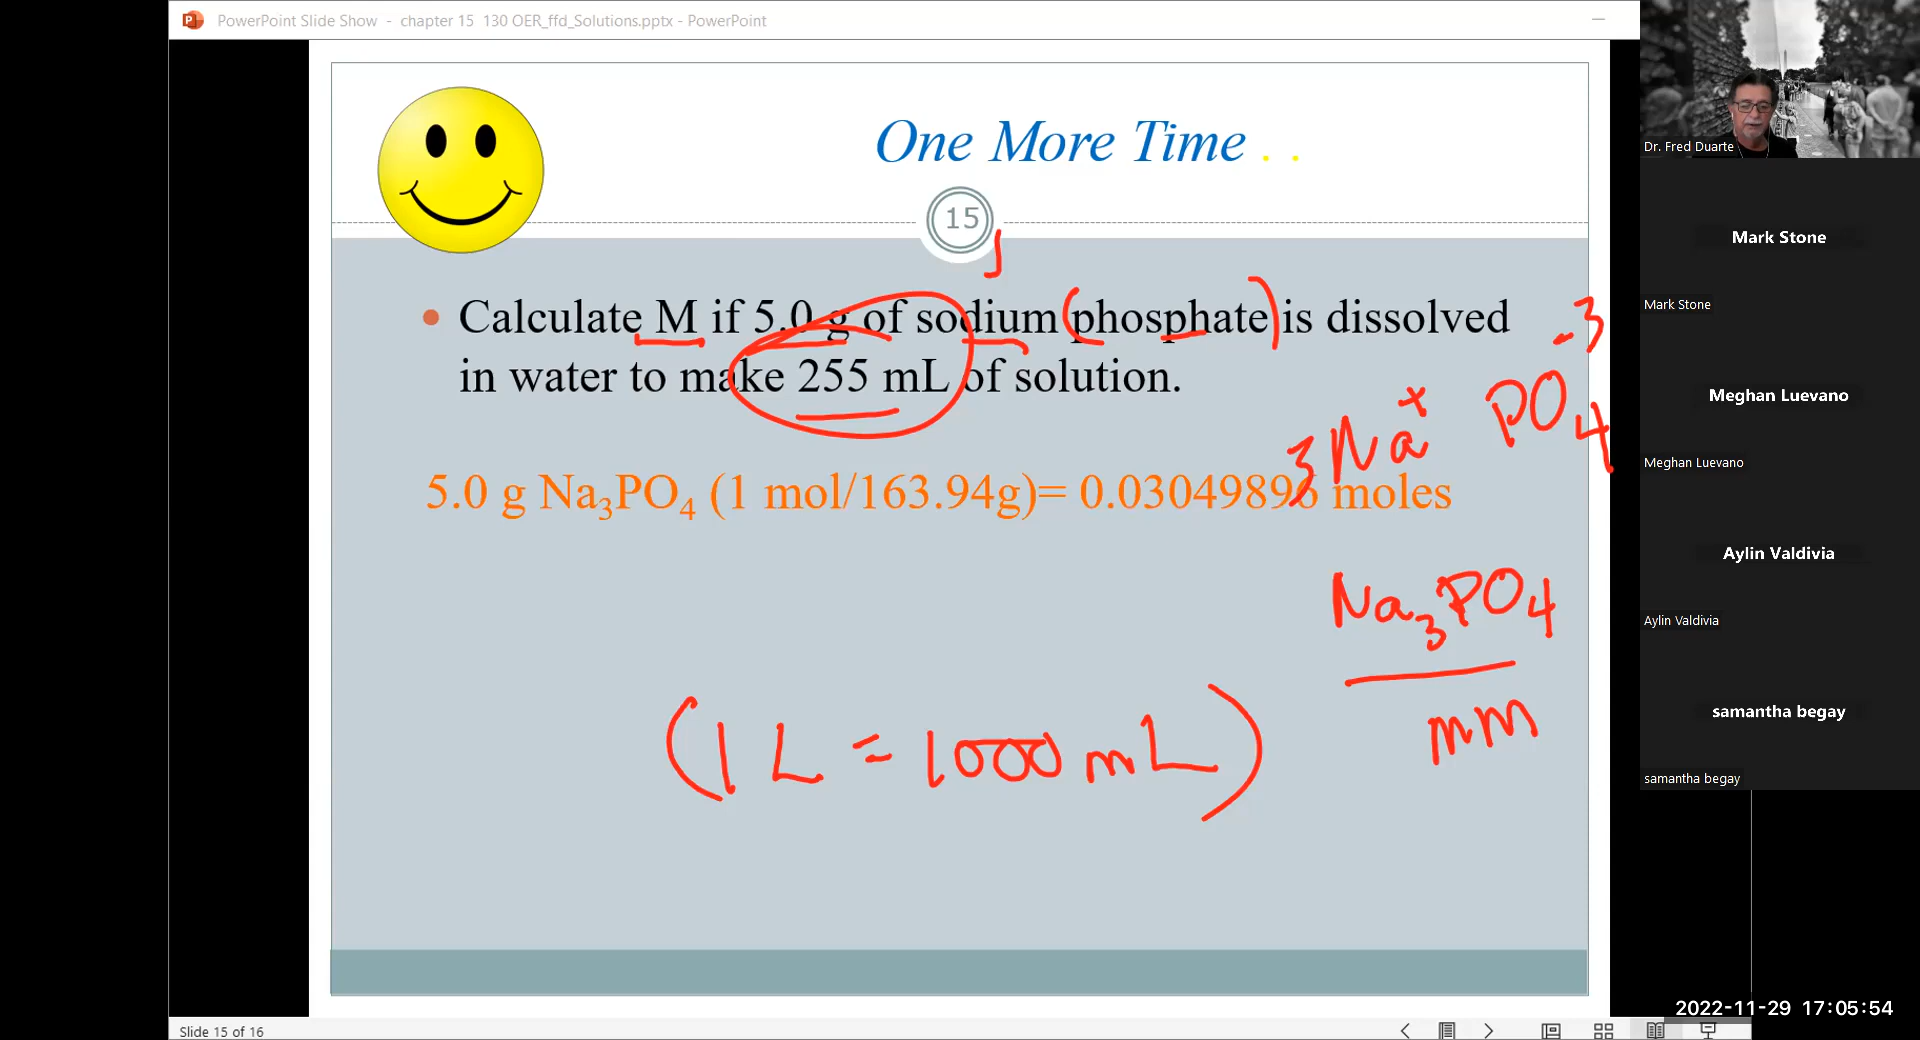 PowerPoint Slide Show - chapter 15 130 OER_ffd_Solutions.pptx - PowerPoint
One More Time . .
15
• Calculate M if 5.0 g of sodium (phosphate) is dissolved
in water to make 255 mL of solution.
3 Na⁺ PO₄⁻³
5.0 g Na₃PO₄ (1 mol/163.94g)= 0.03049896 moles
Na₃PO₄
mm
(1 L = 1000 mL)
Slide 15 of 16
Dr. Fred Duarte
Mark Stone
Mark Stone
Meghan Luevano
Meghan Luevano
Aylin Valdivia
Aylin Valdivia
samantha begay
samantha begay
2022-11-29 17:05:54